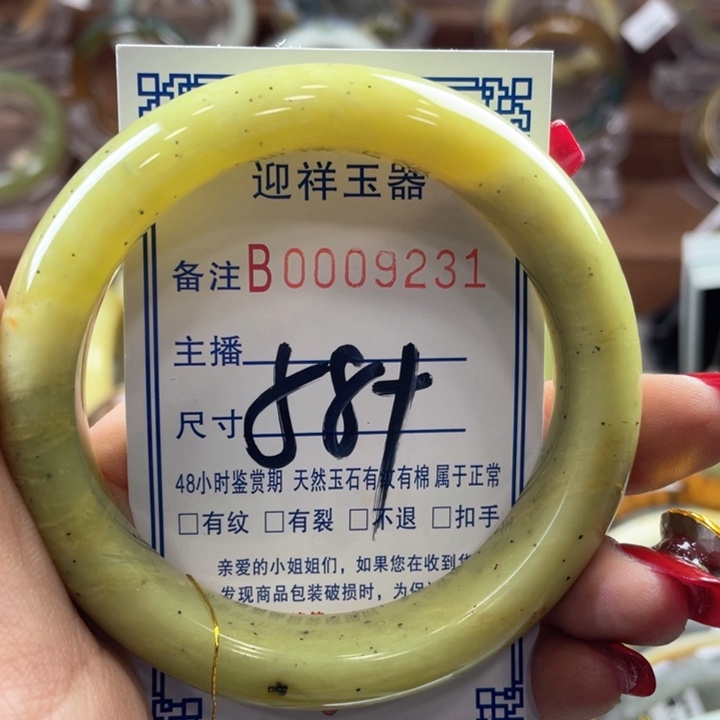 迎祥玉器
备注B0009231
主播
尺寸
58+
48小时鉴赏期 天然玉石有纹有棉属于正常
□有纹 □有裂 □不退 □扣手
亲爱的小姐姐们，如果您在收到
发现商品包装破损时，为